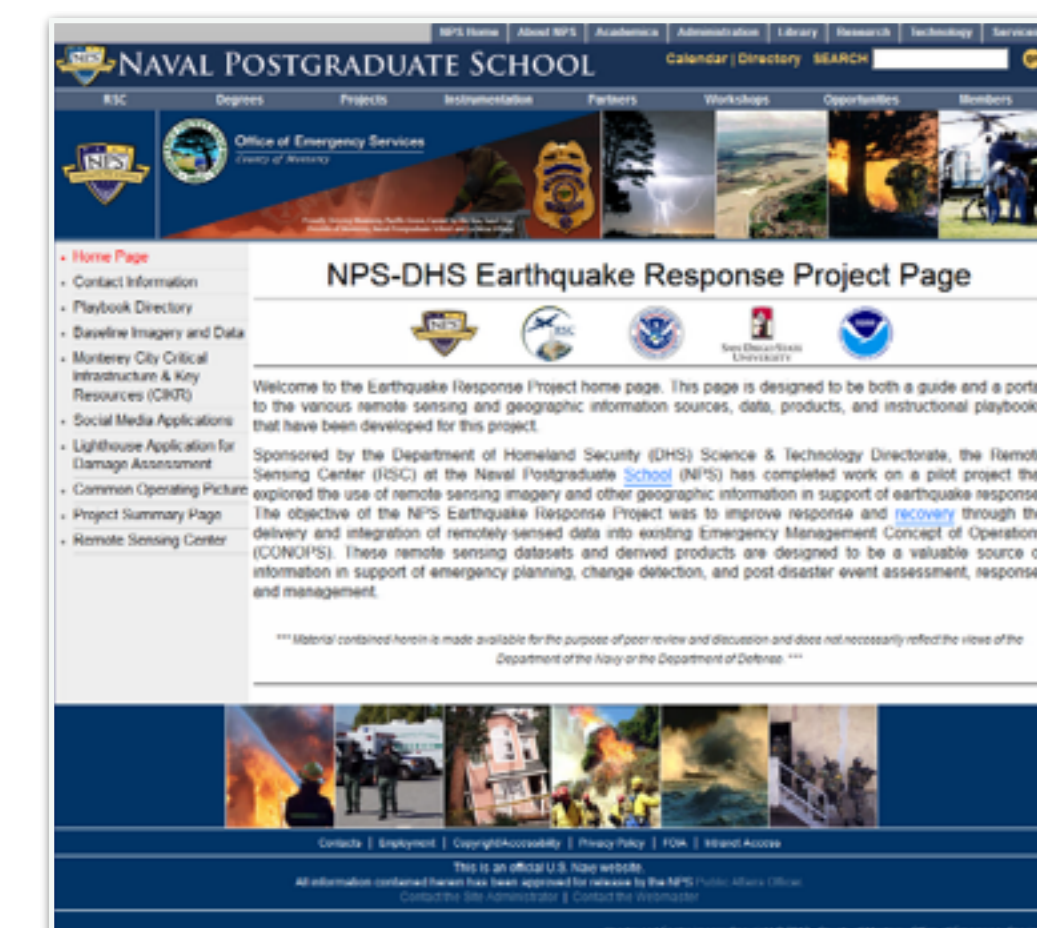 NPS Home | About NPS | Academics | Administration | Library | Research | Technology | Services
NPS
NAVAL POSTGRADUATE SCHOOL
Calendar | Directory SEARCH
RSC Degrees Projects Instrumentation Partners Workshops Opportunities Members
NPS
Office of Emergency Services
County of Monterey
Home Page
Contact Information
Playbook Directory
Baseline Imagery and Data
Monterey City Critical
Infrastructure & Key
Resources (CIKR)
Social Media Applications
Lighthouse Application for
Damage Assessment
Common Operating Picture
Project Summary Page
Remote Sensing Center
NPS-DHS Earthquake Response Project Page
NPS RSC SAN DIEGO STATE
UNIVERSITY
Welcome to the Earthquake Response Project home page. This page is designed to be both a guide and a porta
to the various remote sensing and geographic information sources, data, products, and instructional playbook
that have been developed for this project.
Sponsored by the Department of Homeland Security (DHS) Science & Technology Directorate, the Remot
Sensing Center (RSC) at the Naval Postgraduate School (NPS) has completed work on a pilot project tha
explored the use of remote sensing imagery and other geographic information in support of earthquake response
The objective of the NPS Earthquake Response Project was to improve response and recovery through th
delivery and integration of remotely-sensed data into existing Emergency Management Concept of Operation
(CONOPS). These remote sensing datasets and derived products are designed to be a valuable source o
information in support of emergency planning, change detection, and post-disaster event assessment, response
and management.
*** Material contained herein is made available for the purpose of peer review and discussion and does not necessarily reflect the views of the
Department of the Navy or the Department of Defense. ***
Contacts | Employment | Copyright/Accessibility | Privacy Policy | FOIA | Intranet Access
This is an official U.S. Navy website.
All information contained herein has been approved for release by the NPS Public Affairs Officer.
Contact the Site Administrator | Contact the Webmaster